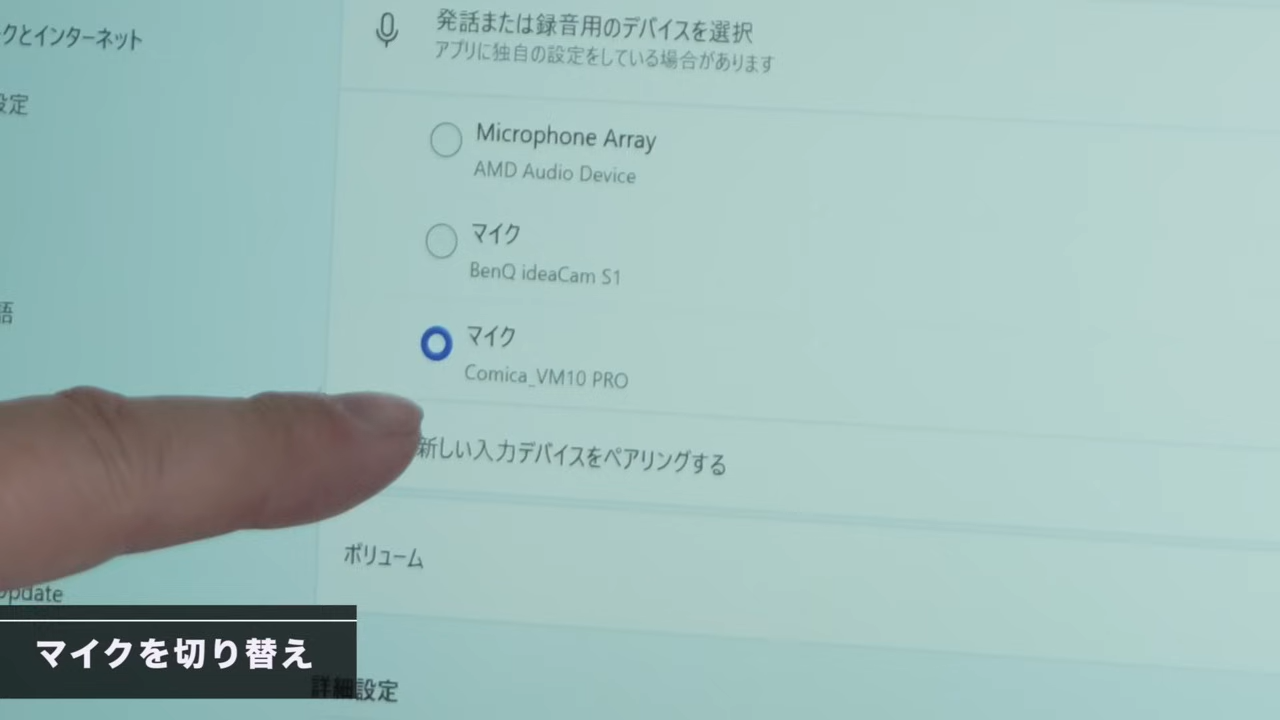 クとインターネット
設定
語
Update
発話または録音用のデバイスを選択
アプリに独自の設定をしている場合があります
Microphone Array
AMD Audio Device
マイク
BenQ ideaCam S1
マイク
Comica_VM10 PRO
新しい入力デバイスをペアリングする
ボリューム
詳細設定
マイクを切り替え